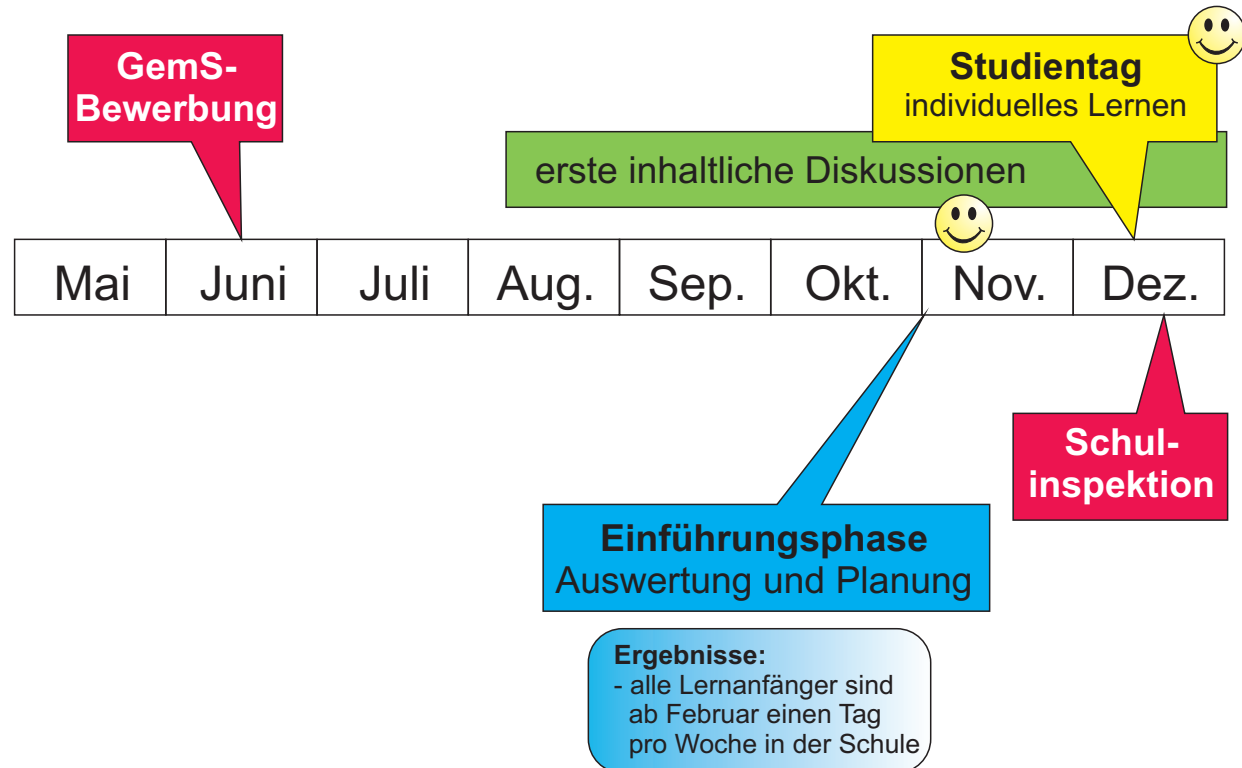 GemS-
Bewerbung
Studientag
individuelles Lernen
erste inhaltliche Diskussionen
Mai Juni Juli Aug. Sep. Okt. Nov. Dez.
Schul-
inspektion
Einführungsphase
Auswertung und Planung
Ergebnisse:
- alle Lernanfänger sind
ab Februar einen Tag
pro Woche in der Schule